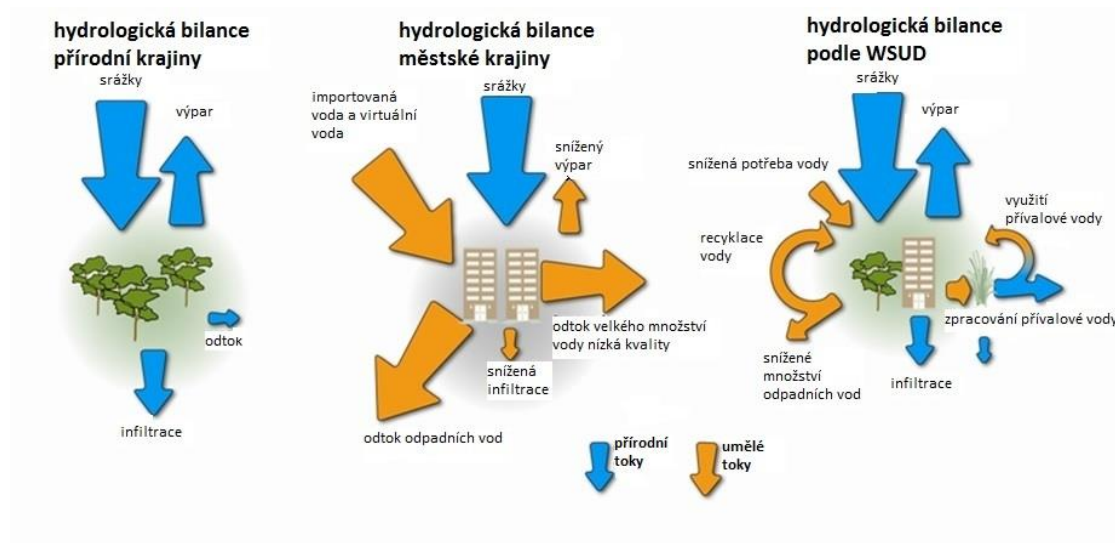 hydrologická bilance
přírodní krajiny
srážky
výpar
odtok
infiltrace
hydrologická bilance
městské krajiny
srážky
importovaná
voda a virtuální
voda
snížený
výpar
odtok velkého množství
vody nízká kvality
snížená
infiltrace
odtok odpadních vod
hydrologická bilance
podle WSUD
srážky
výpar
snížená potřeba vody
využití
přívalové vody
recyklace
vody
zpracování přívalové vody
snížené
množství
odpadních vod
infiltrace
přírodní
toky
umělé
toky